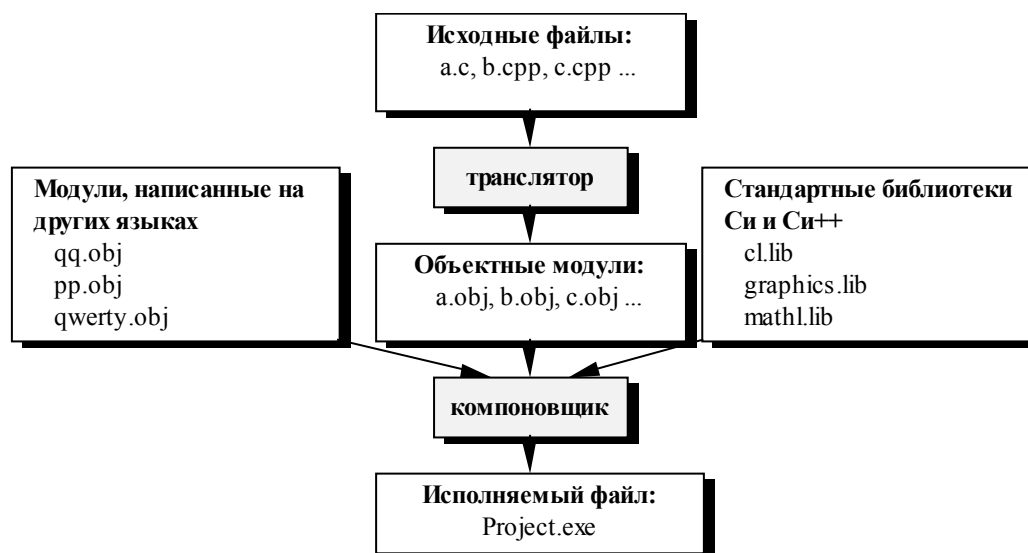 Исходные файлы:
a.c, b.cpp, c.cpp ...
транслятор
Модули, написанные на
других языках
qq.obj
pp.obj
qwerty.obj
Объектные модули:
a.obj, b.obj, c.obj ...
Стандартные библиотеки
Си и Си++
cl.lib
graphics.lib
mathl.lib
компоновщик
Исполняемый файл:
Project.exe